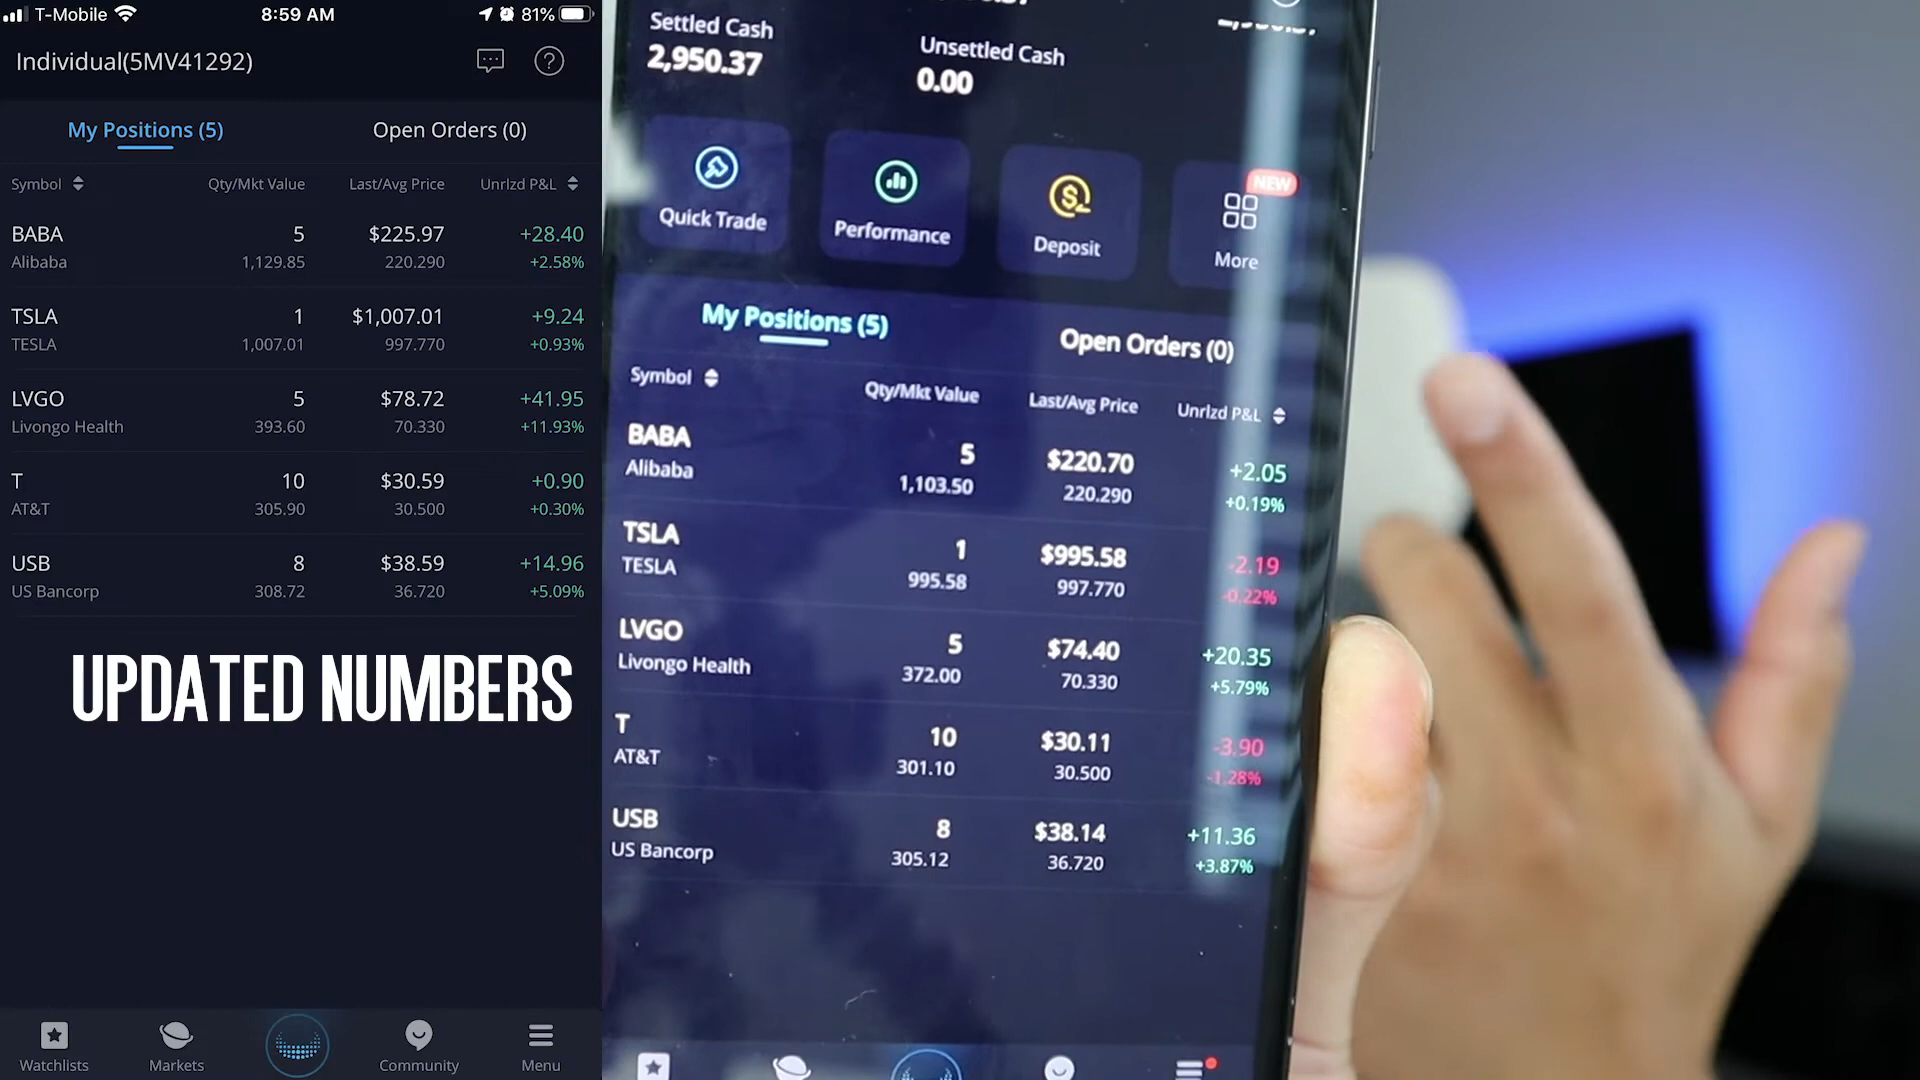 T-Mobile 8:59 AM 81%
Individual(5MV41292)
My Positions (5) Open Orders (0)
Symbol Qty/Mkt Value Last/Avg Price Unrlzd P&L
BABA 5 $225.97 +28.40
Alibaba 1,129.85 220.290 +2.58%
TSLA 1 $1,007.01 +9.24
TESLA 1,007.01 997.770 +0.93%
LVGO 5 $78.72 +41.95
Livongo Health 393.60 70.330 +11.93%
T 10 $30.59 +0.90
AT&T 305.90 30.500 +0.30%
USB 8 $38.59 +14.96
US Bancorp 308.72 36.720 +5.09%
UPDATED NUMBERS
Watchlists Markets Community Menu
Settled Cash Unsettled Cash
2,950.37 0.00
NEW
Quick Trade Performance Deposit More
My Positions (5) Open Orders (0)
Symbol Qty/Mkt Value Last/Avg Price Unrlzd P&L
BABA 5 $220.70 +2.05
Alibaba 1,103.50 220.290 +0.19%
TSLA 1 $995.58 -2.19
TESLA 995.58 997.770 -0.22%
LVGO 5 $74.40 +20.35
Livongo Health 372.00 70.330 +5.79%
T 10 $30.11 -3.90
AT&T 301.10 30.500 -1.28%
USB 8 $38.14 +11.36
US Bancorp 305.12 36.720 +3.87%